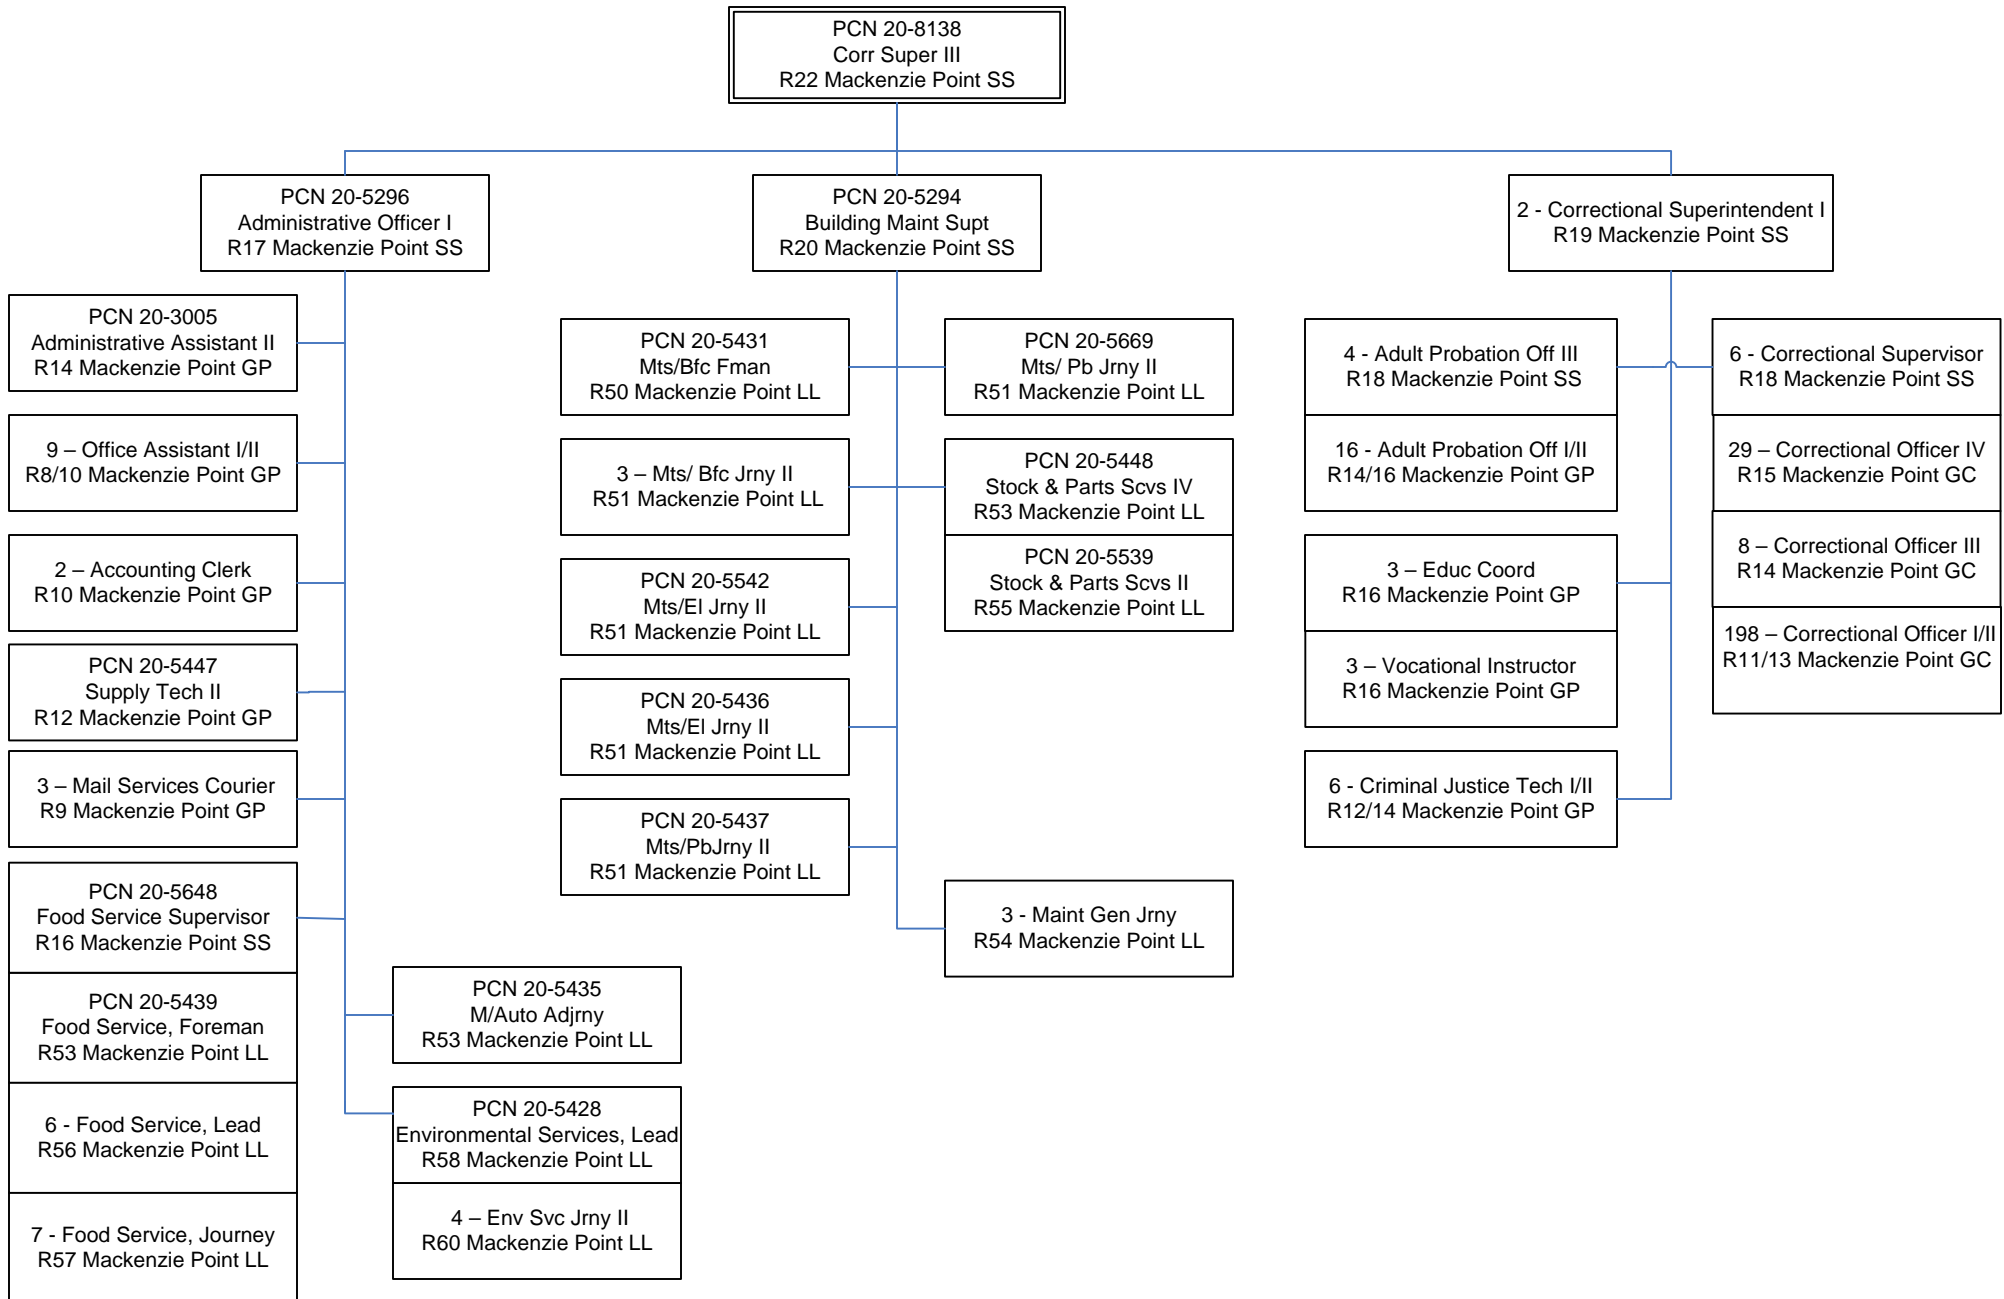 PCN 20-8138
Corr Super III
R22 Mackenzie Point SS
PCN 20-5296
Administrative Officer I
R17 Mackenzie Point SS
PCN 20-5294
Building Maint Supt
R20 Mackenzie Point SS
2 - Correctional Superintendent I
R19 Mackenzie Point SS
PCN 20-3005
Administrative Assistant II
R14 Mackenzie Point GP
9 – Office Assistant I/II
R8/10 Mackenzie Point GP
2 – Accounting Clerk
R10 Mackenzie Point GP
PCN 20-5447
Supply Tech II
R12 Mackenzie Point GP
3 – Mail Services Courier
R9 Mackenzie Point GP
PCN 20-5648
Food Service Supervisor
R16 Mackenzie Point SS
PCN 20-5439
Food Service, Foreman
R53 Mackenzie Point LL
6 - Food Service, Lead
R56 Mackenzie Point LL
7 - Food Service, Journey
R57 Mackenzie Point LL
PCN 20-5435
M/Auto Adjrny
R53 Mackenzie Point LL
PCN 20-5428
Environmental Services, Lead
R58 Mackenzie Point LL
4 – Env Svc Jrny II
R60 Mackenzie Point LL
PCN 20-5431
Mts/Bfc Fman
R50 Mackenzie Point LL
3 – Mts/ Bfc Jrny II
R51 Mackenzie Point LL
PCN 20-5542
Mts/El Jrny II
R51 Mackenzie Point LL
PCN 20-5436
Mts/El Jrny II
R51 Mackenzie Point LL
PCN 20-5437
Mts/PbJrny II
R51 Mackenzie Point LL
PCN 20-5669
Mts/ Pb Jrny II
R51 Mackenzie Point LL
PCN 20-5448
Stock & Parts Scvs IV
R53 Mackenzie Point LL
PCN 20-5539
Stock & Parts Scvs II
R55 Mackenzie Point LL
3 - Maint Gen Jrny
R54 Mackenzie Point LL
4 - Adult Probation Off III
R18 Mackenzie Point SS
16 - Adult Probation Off I/II
R14/16 Mackenzie Point GP
3 – Educ Coord
R16 Mackenzie Point GP
3 – Vocational Instructor
R16 Mackenzie Point GP
6 - Criminal Justice Tech I/II
R12/14 Mackenzie Point GP
6 - Correctional Supervisor
R18 Mackenzie Point SS
29 – Correctional Officer IV
R15 Mackenzie Point GC
8 – Correctional Officer III
R14 Mackenzie Point GC
198 – Correctional Officer I/II
R11/13 Mackenzie Point GC